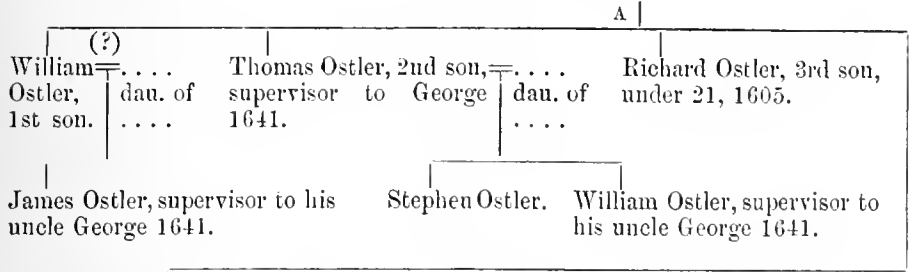 A
(?)
William=.... Thomas Ostler, 2nd son,=.... Richard Ostler, 3rd son,
Ostler, dau. of supervisor to George dau. of under 21, 1605.
1st son. .... 1641. ....
James Ostler, supervisor to his Stephen Ostler. William Ostler, supervisor to
uncle George 1641. his uncle George 1641.